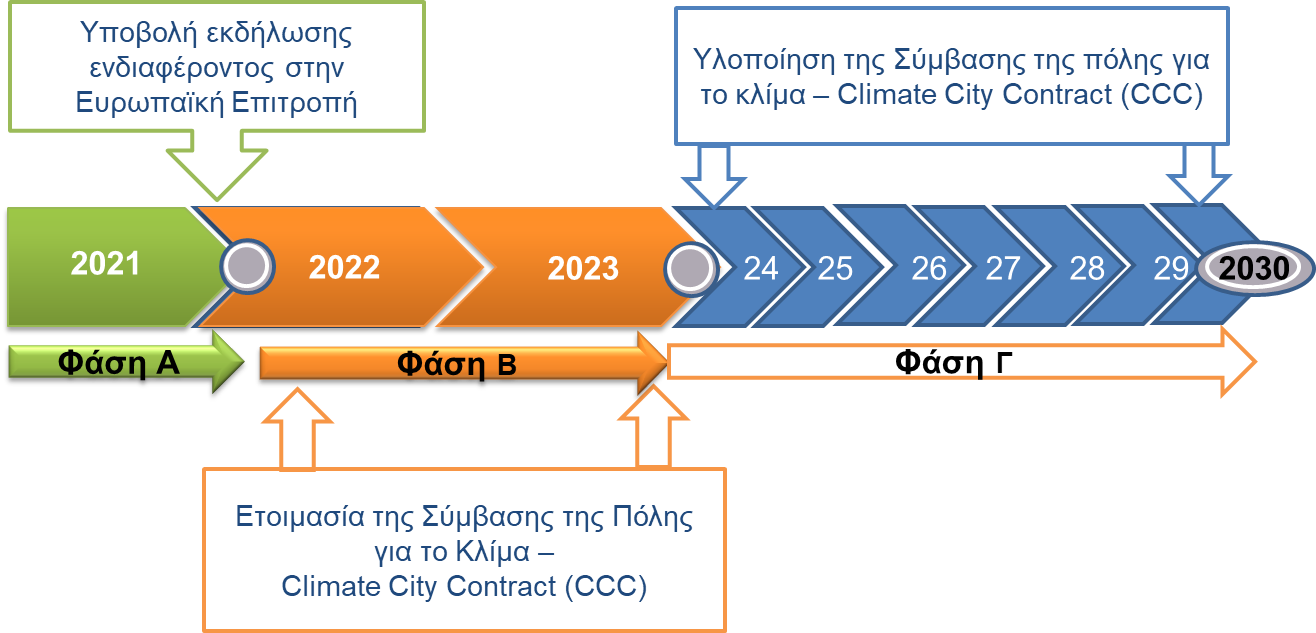 Υποβολή εκδήλωσης
ενδιαφέροντος στην
Ευρωπαϊκή Επιτροπή
Υλοποίηση της Σύμβασης της πόλης για
το κλίμα – Climate City Contract (CCC)
2021
2022
2023
24
25
26
27
28
29
2030
Φάση Α
Φάση Β
Φάση Γ
Ετοιμασία της Σύμβασης της Πόλης
για το Κλίμα –
Climate City Contract (CCC)